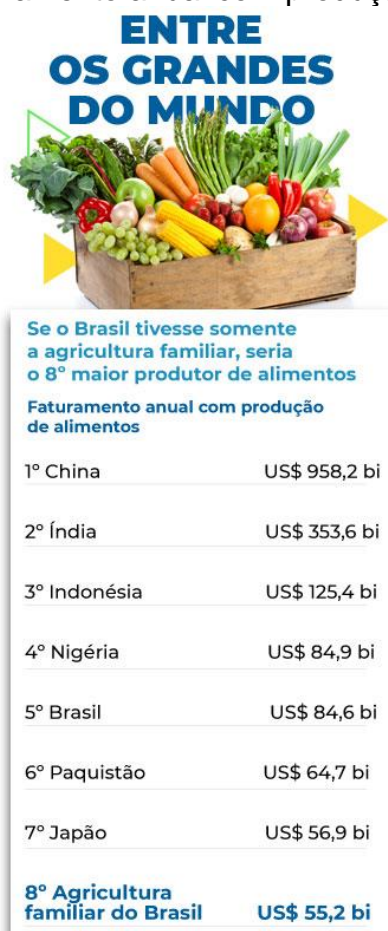 ENTRE
OS GRANDES
DO MUNDO
Se o Brasil tivesse somente
a agricultura familiar, seria
o 8º maior produtor de alimentos
Faturamento anual com produção
de alimentos
1º China US$ 958,2 bi
2º Índia US$ 353,6 bi
3º Indonésia US$ 125,4 bi
4º Nigéria US$ 84,9 bi
5º Brasil US$ 84,6 bi
6º Paquistão US$ 64,7 bi
7º Japão US$ 56,9 bi
8º Agricultura
familiar do Brasil US$ 55,2 bi